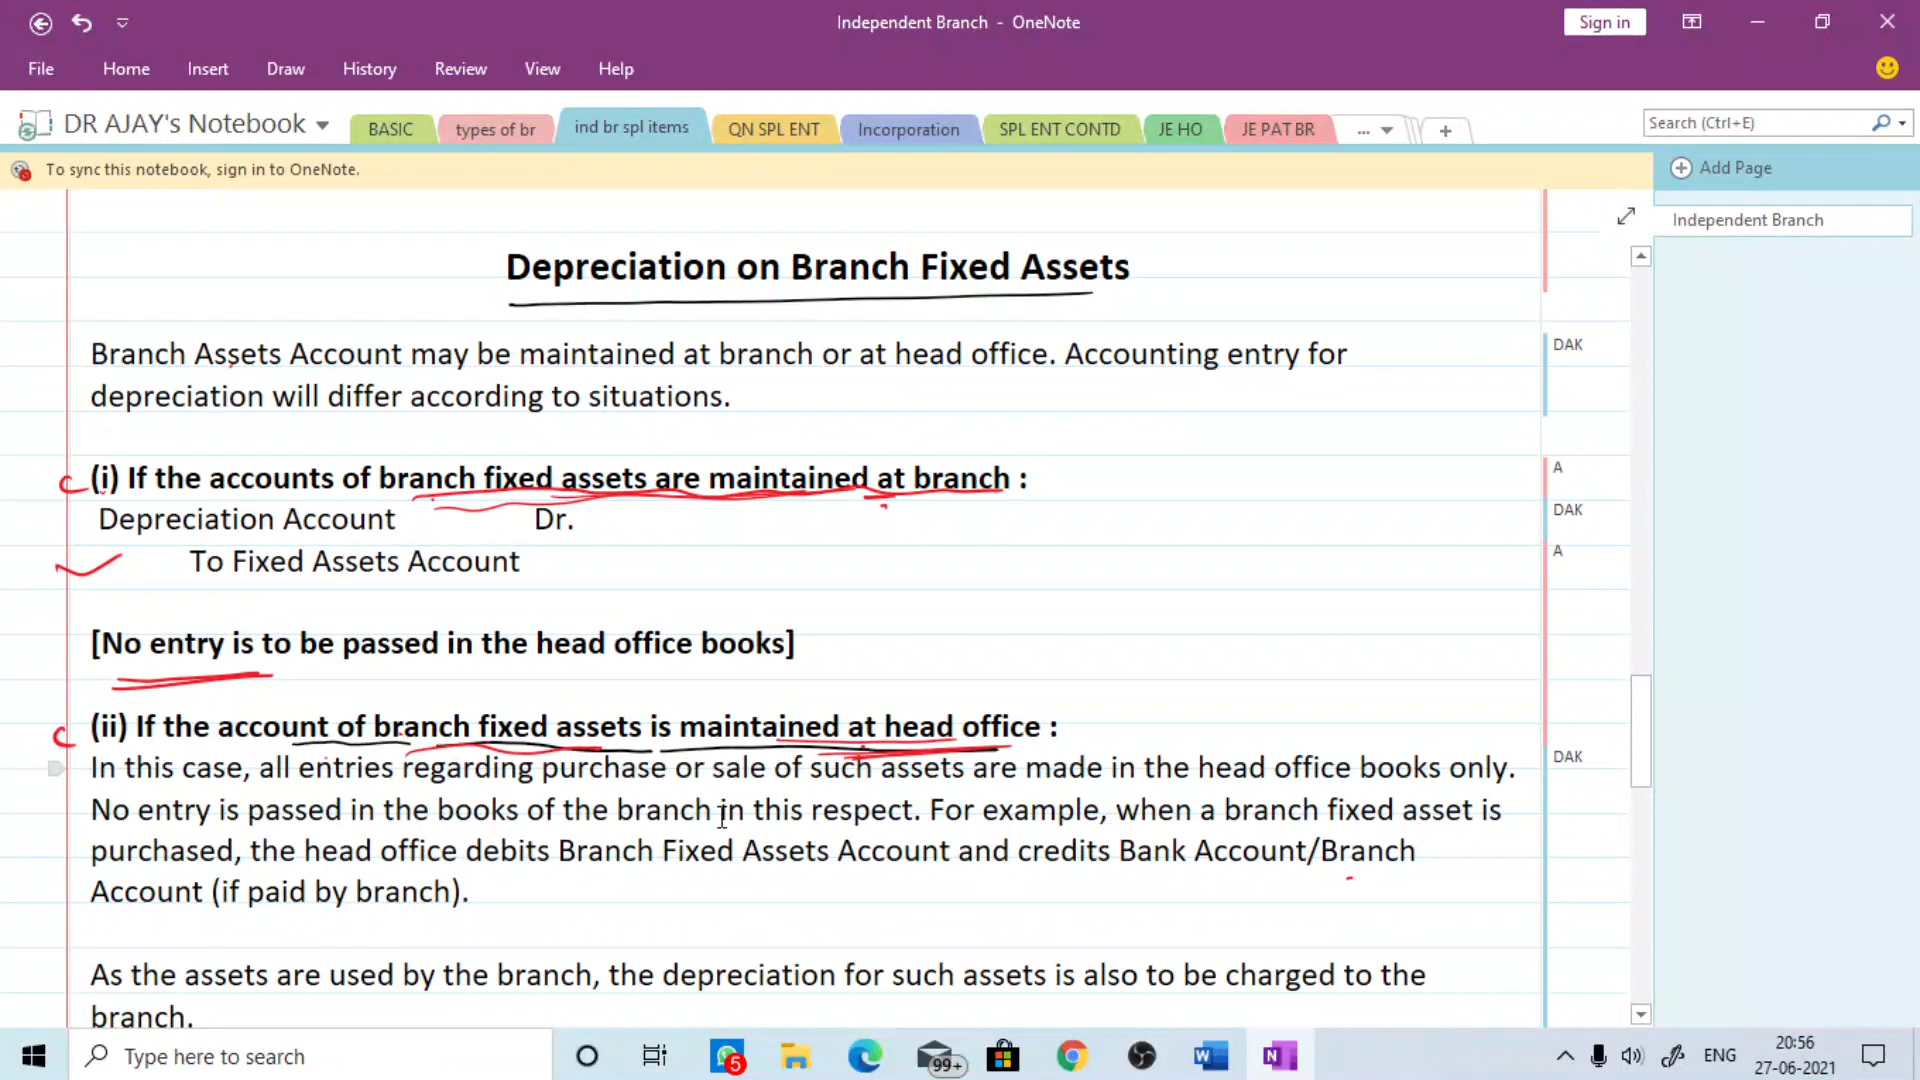 Independent Branch - OneNote
Sign in
File Home Insert Draw History Review View Help
DR AJAY's Notebook
BASIC types of br ind br spl items QN SPL ENT Incorporation SPL ENT CONTD JE HO JE PAT BR ...
Search (Ctrl+E)
To sync this notebook, sign in to OneNote.
Add Page
Independent Branch
Depreciation on Branch Fixed Assets
Branch Assets Account may be maintained at branch or at head office. Accounting entry for
DAK
depreciation will differ according to situations.
(i) If the accounts of branch fixed assets are maintained at branch :
A
Depreciation Account Dr.
DAK
To Fixed Assets Account
A
[No entry is to be passed in the head office books]
(ii) If the account of branch fixed assets is maintained at head office :
In this case, all entries regarding purchase or sale of such assets are made in the head office books only.
DAK
No entry is passed in the books of the branch in this respect. For example, when a branch fixed asset is
purchased, the head office debits Branch Fixed Assets Account and credits Bank Account/Branch
Account (if paid by branch).
As the assets are used by the branch, the depreciation for such assets is also to be charged to the
branch.
Type here to search
5
99+
ENG
20:56
27-06-2021